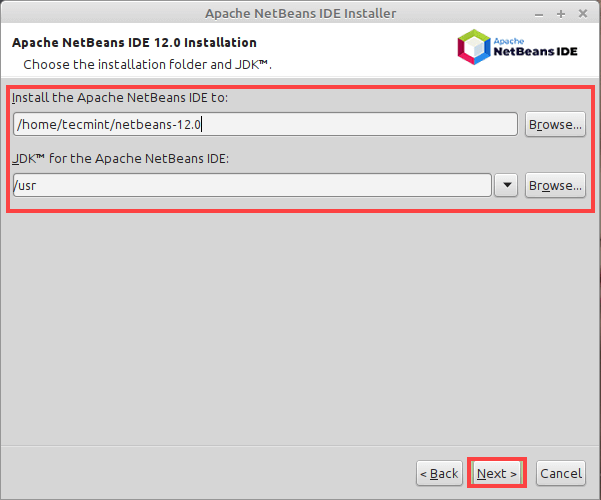 Apache NetBeans IDE Installer
Apache NetBeans IDE 12.0 Installation
Choose the installation folder and JDK™.
Apache
NetBeans IDE
Install the Apache NetBeans IDE to:
/home/tecmint/netbeans-12.0
Browse...
JDK™ for the Apache NetBeans IDE:
/usr
Browse...
< Back
Next >
Cancel